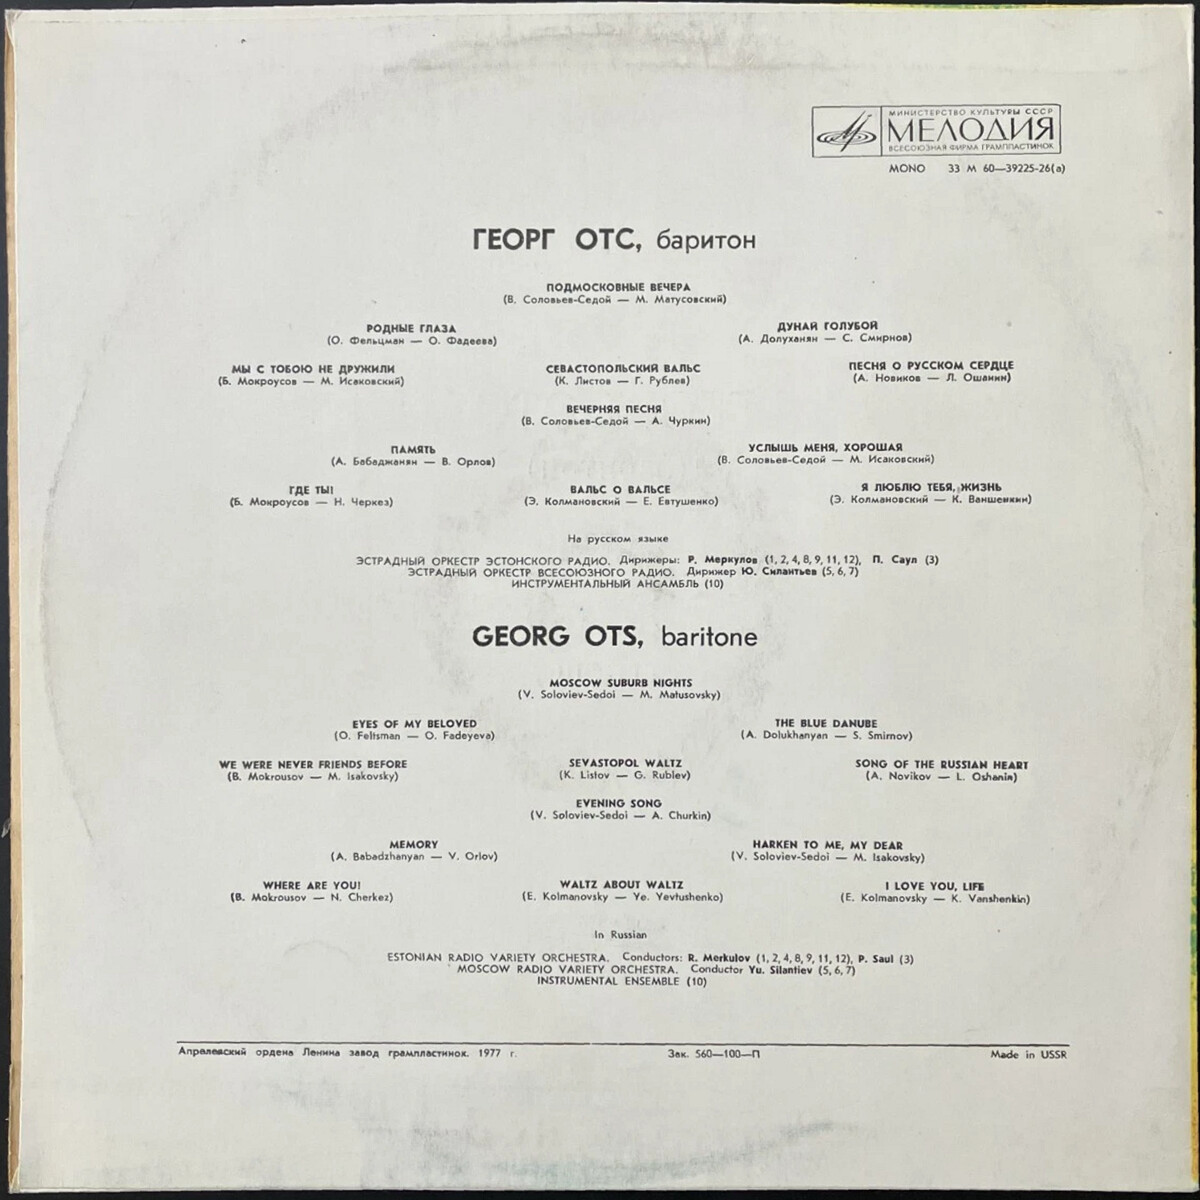 МИНИСТЕРСТВО КУЛЬТУРЫ СССР
МЕЛОДИЯ
ВСЕСОЮЗНАЯ ФИРМА ГРАМПЛАСТИНОК
MONO 33 М 60—39225-26(а)
ГЕОРГ ОТС, баритон
ПОДМОСКОВНЫЕ ВЕЧЕРА
(В. Соловьев-Седой — М. Матусовский)
РОДНЫЕ ГЛАЗА ДУНАЙ ГОЛУБОЙ
(О. Фельцман — О. Фадеева) (А. Долуханян — С. Смирнов)
МЫ С ТОБОЮ НЕ ДРУЖИЛИ СЕВАСТОПОЛЬСКИЙ ВАЛЬС ПЕСНЯ О РУССКОМ СЕРДЦЕ
(Б. Мокроусов — М. Исаковский) (К. Листов — Г. Рублев) (А. Новиков — Л. Ошанин)
ВЕЧЕРНЯЯ ПЕСНЯ
(В. Соловьев-Седой — А. Чуркин)
ПАМЯТЬ УСЛЫШЬ МЕНЯ, ХОРОШАЯ
(А. Бабаджанян — В. Орлов) (В. Соловьев-Седой — М. Исаковский)
ГДЕ ТЫ! ВАЛЬС О ВАЛЬСЕ Я ЛЮБЛЮ ТЕБЯ, ЖИЗНЬ
(Б. Мокроусов — Н. Черкез) (Э. Колмановский — Е. Евтушенко) (Э. Колмановский — К. Ваншенкин)
На русском языке
ЭСТРАДНЫЙ ОРКЕСТР ЭСТОНСКОГО РАДИО. Дирижеры: Р. Меркулов (1, 2, 4, 8, 9, 11, 12), П. Саул (3)
ЭСТРАДНЫЙ ОРКЕСТР ВСЕСОЮЗНОГО РАДИО. Дирижер Ю. Силантьев (5, 6, 7)
ИНСТРУМЕНТАЛЬНЫЙ АНСАМБЛЬ (10)
GEORG OTS, baritone
MOSCOW SUBURB NIGHTS
(V. Soloviev-Sedoi — M. Matusovsky)
EYES OF MY BELOVED THE BLUE DANUBE
(O. Feltsman — O. Fadeyeva) (A. Dolukhanyan — S. Smirnov)
WE WERE NEVER FRIENDS BEFORE SEVASTOPOL WALTZ SONG OF THE RUSSIAN HEART
(B. Mokrousov — M. Isakovsky) (K. Listov — G. Rublev) (A. Novikov — L. Oshanin)
EVENING SONG
(V. Soloviev-Sedoi — A. Churkin)
MEMORY HARKEN TO ME, MY DEAR
(A. Babadzhanyan — V. Orlov) (V. Soloviev-Sedoi — M. Isakovsky)
WHERE ARE YOU! WALTZ ABOUT WALTZ I LOVE YOU, LIFE
(B. Mokrousov — N. Cherkez) (E. Kolmanovsky — Ye. Yevtushenko) (E. Kolmanovsky — K. Vanshenkin)
In Russian
ESTONIAN RADIO VARIETY ORCHESTRA. Conductors: R. Merkulov (1, 2, 4, 8, 9, 11, 12), P. Saul (3)
MOSCOW RADIO VARIETY ORCHESTRA. Conductor Yu. Silantiev (5, 6, 7)
INSTRUMENTAL ENSEMBLE (10)
Апрелевский ордена Ленина завод грампластинок. 1977 г. Зак. 560—100—П Made in USSR